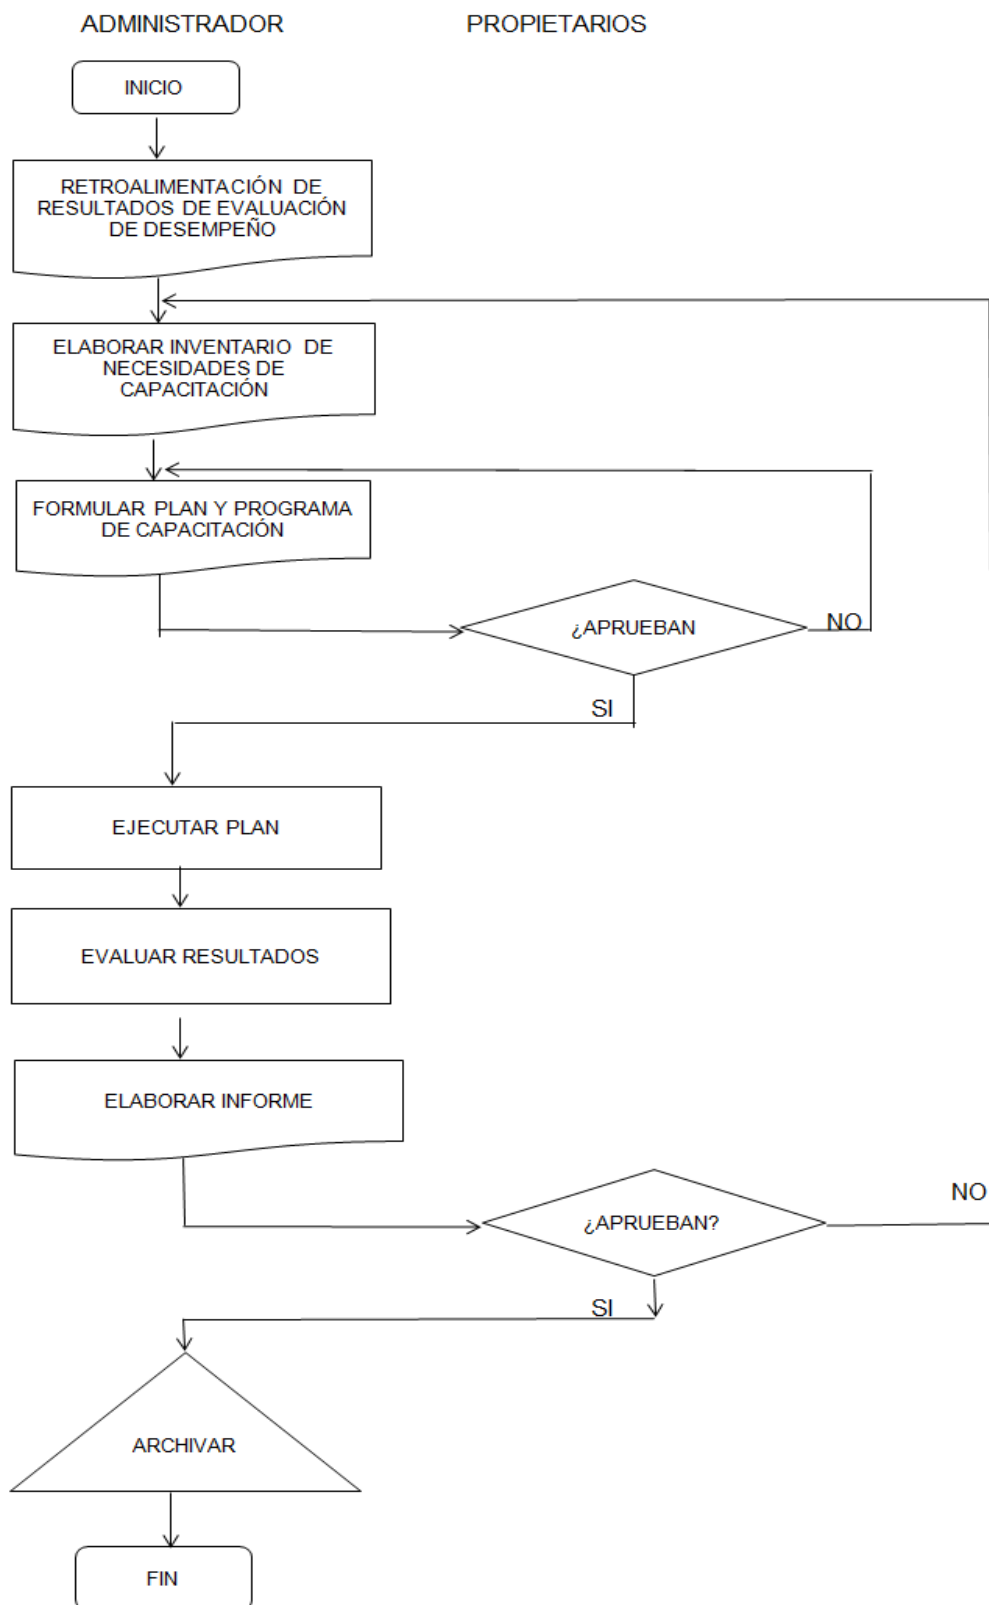 ADMINISTRADOR PROPIETARIOS
INICIO
RETROALIMENTACIÓN DE
RESULTADOS DE EVALUACIÓN
DE DESEMPEÑO
ELABORAR INVENTARIO DE
NECESIDADES DE
CAPACITACIÓN
FORMULAR PLAN Y PROGRAMA
DE CAPACITACIÓN
¿APRUEBAN
NO
SI
EJECUTAR PLAN
EVALUAR RESULTADOS
ELABORAR INFORME
¿APRUEBAN?
NO
SI
ARCHIVAR
FIN